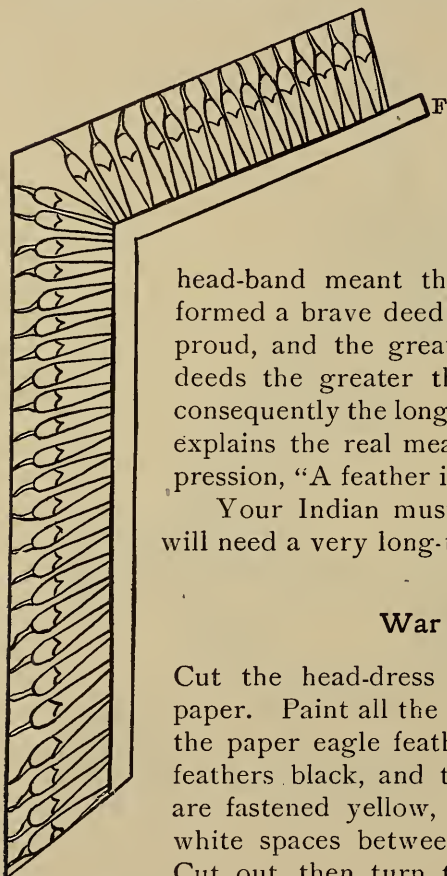 F
head-band meant th
formed a brave deed
proud, and the great
deeds the greater th
consequently the long
explains the real mea
pression, “A feather i
Your Indian mus
will need a very long-
War
Cut the head-dress
paper. Paint all the
the paper eagle feath
feathers black, and t
are fastened yellow,
white spaces between
Cut out, then turn t